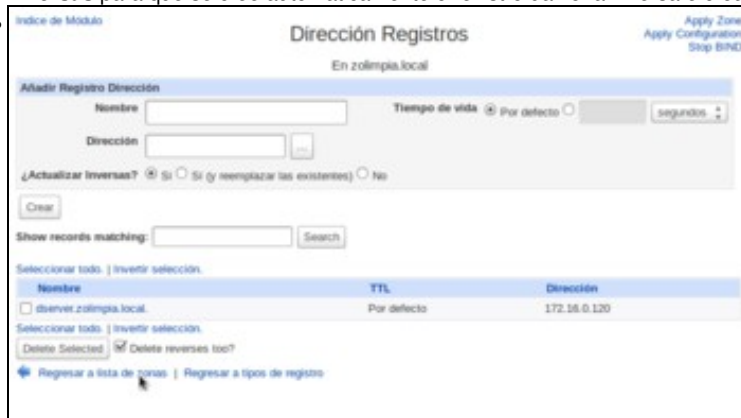 Indice de Módulo
Apply Zone
Dirección Registros
Apply Configuration
Stop BIND
En zolimpia.local
Añadir Registro Dirección
Nombre
Tiempo de vida Por defecto segundos
Dirección ...
¿Actualizar Inversas? Si Sí (y reemplazar las existentes) No
Crear
Show records matching: Search
Seleccionar todo. | Invertir selección.
Nombre TTL Dirección
dserver.zolimpia.local. Por defecto 172.16.0.120
Seleccionar todo. | Invertir selección.
Delete Selected Delete reverses too?
Regresar a lista de zonas | Regresar a tipos de registro